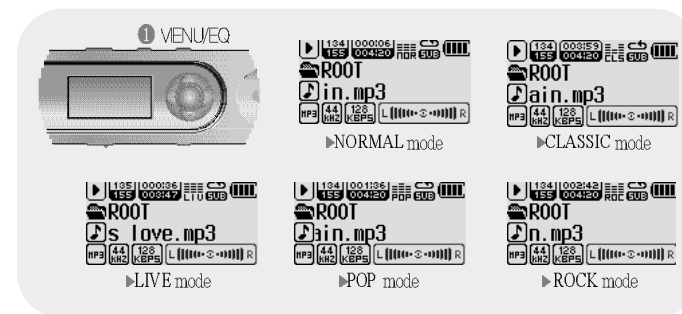 1 MENU/EQ
134 000:06 NOR SUB
155 004:20
ROOT
in.mp3
MP3 44 kHZ 128 KBPS L R
NORMAL mode
134 003:59 CLS SUB
155 004:20
ROOT
ain.mp3
MP3 44 kHZ 128 KBPS L R
CLASSIC mode
135 000:36 LIV SUB
155 003:47
ROOT
s love.mp3
MP3 44 kHZ 128 KBPS L R
LIVE mode
134 001:36 POP SUB
155 004:20
ROOT
ain.mp3
MP3 44 kHZ 128 KBPS L R
POP mode
134 002:42 ROC SUB
155 004:20
ROOT
n.mp3
MP3 44 kHZ 128 KBPS L R
ROCK mode